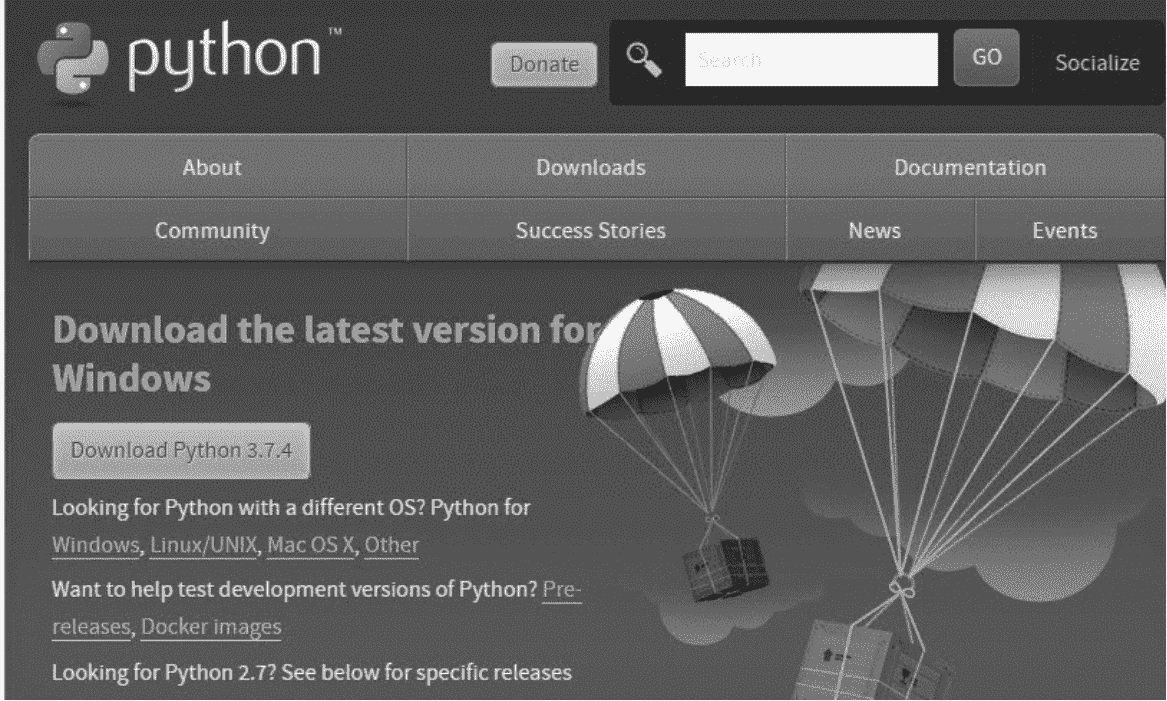 python™
Donate
Search
GO
Socialize
About
Downloads
Documentation
Community
Success Stories
News
Events
Download the latest version for
Windows
Download Python 3.7.4
Looking for Python with a different OS? Python for
Windows, Linux/UNIX, Mac OS X, Other
Want to help test development versions of Python? Pre-
releases, Docker images
Looking for Python 2.7? See below for specific releases